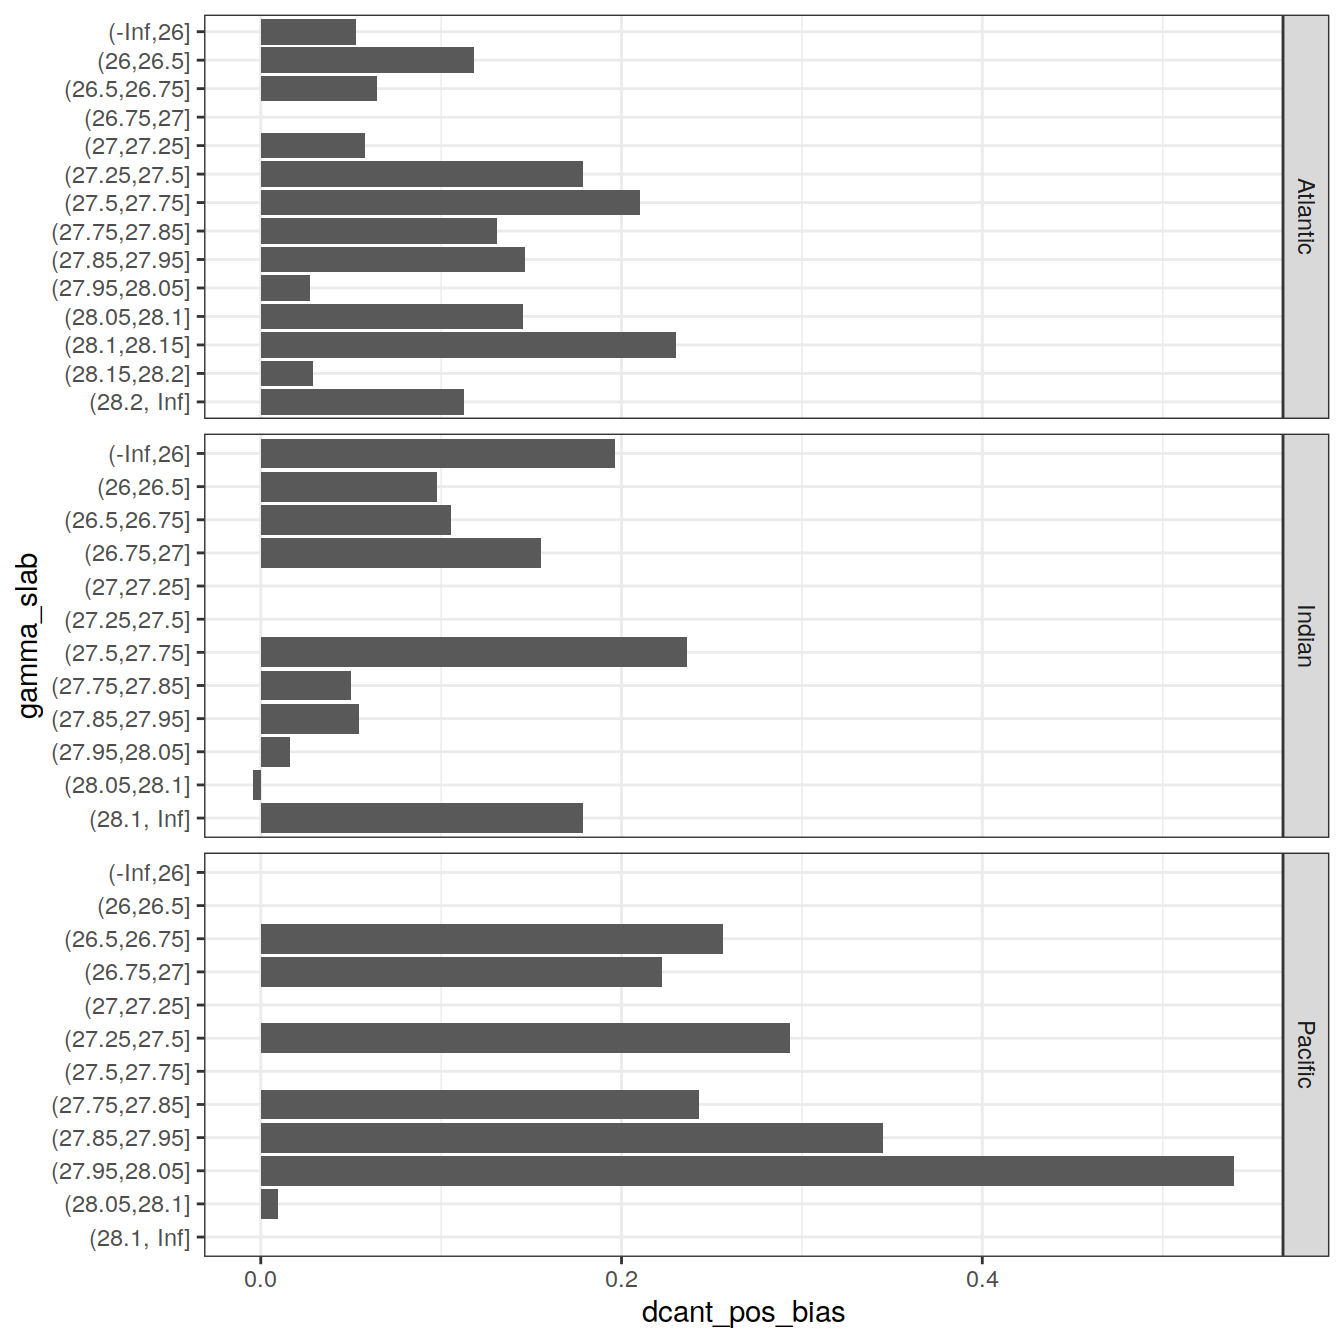 (-Inf,26]
(26,26.5]
(26.5,26.75]
(26.75,27]
(27,27.25]
(27.25,27.5]
(27.5,27.75]
(27.75,27.85]
(27.85,27.95]
(27.95,28.05]
(28.05,28.1]
(28.1,28.15]
(28.15,28.2]
(28.2, Inf]
Atlantic
(-Inf,26]
(26,26.5]
(26.5,26.75]
(26.75,27]
(27,27.25]
(27.25,27.5]
(27.5,27.75]
(27.75,27.85]
(27.85,27.95]
(27.95,28.05]
(28.05,28.1]
(28.1, Inf]
Indian
(-Inf,26]
(26,26.5]
(26.5,26.75]
(26.75,27]
(27,27.25]
(27.25,27.5]
(27.5,27.75]
(27.75,27.85]
(27.85,27.95]
(27.95,28.05]
(28.05,28.1]
(28.1, Inf]
Pacific
gamma_slab
0.0 0.2 0.4
dcant_pos_bias